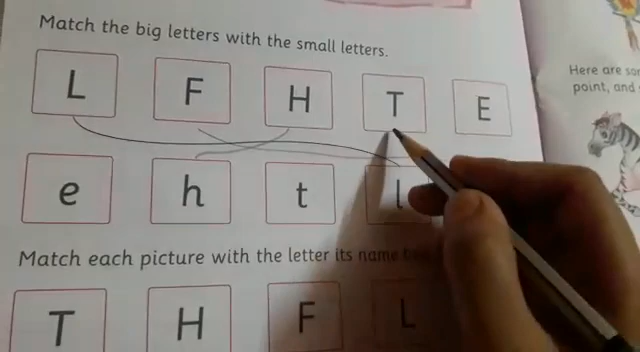 Match the big letters with the small letters.
L F H T E
e h t l
Match each picture with the letter its name
T H F L
Here are
point, and